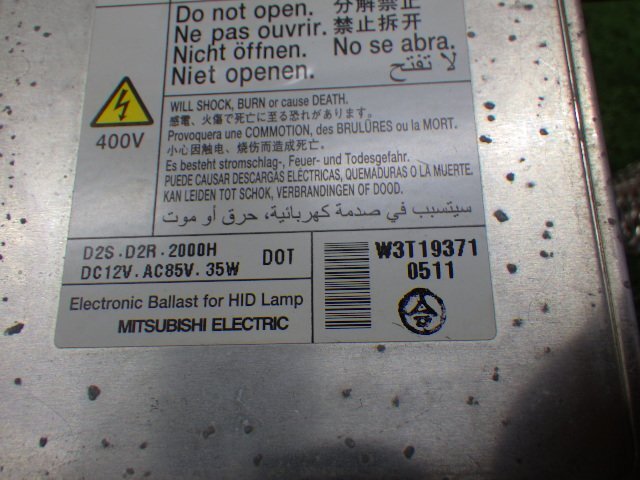 Do not open. 分解禁止
Ne pas ouvrir. 禁止拆开
Nicht öffnen. No se abra.
Niet openen. لا تفتح
400V
WILL SHOCK, BURN or cause DEATH.
感電、火傷で死亡に至る恐れがあります。
Provoquera une COMMOTION, des BRULÛRES ou la MORT.
小心因触电、烧伤而造成死亡。
Es besteht stromschlag-, Feuer- und Todesgefahr.
PUEDE CAUSAR DESCARGAS ELÉCTRICAS, QUEMADURAS O LA MUERTE.
KAN LEIDEN TOT SCHOK, VERBRANDINGEN OF DOOD.
سيتسبب في صدمة كهربائية، حرق أو موت
D2S.D2R.2000H
DC12V.AC85V.35W DOT
W3T19371
0511
Electronic Ballast for HID Lamp
MITSUBISHI ELECTRIC
合